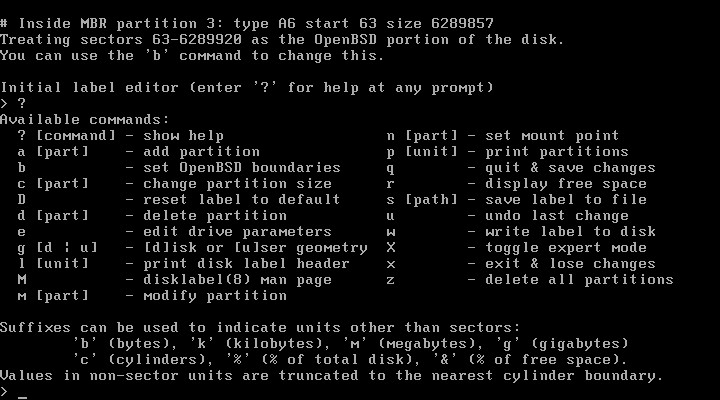 # Inside MBR partition 3: type A6 start 63 size 6289857
Treating sectors 63-6289920 as the OpenBSD portion of the disk.
You can use the 'b' command to change this.

Initial label editor (enter '?' for help at any prompt)
> ?
Available commands:
  ? [command] - show help                  n [part] - set mount point
  a [part]    - add partition              p [unit] - print partitions
  b           - set OpenBSD boundaries     q        - quit & save changes
  c [part]    - change partition size      r        - display free space
  D           - reset label to default     s [path] - save label to file
  d [part]    - delete partition           u        - undo last change
  e           - edit drive parameters      w        - write label to disk
  g [d ¦ u]   - [d]isk or [u]ser geometry  X        - toggle expert mode
  l [unit]    - print disk label header    x        - exit & lose changes
  M           - disklabel(8) man page      z        - delete all partitions
  m [part]    - modify partition

Suffixes can be used to indicate units other than sectors:
        'b' (bytes), 'k' (kilobytes), 'm' (megabytes), 'g' (gigabytes)
        'c' (cylinders), '%' (% of total disk), '&' (% of free space).
Values in non-sector units are truncated to the nearest cylinder boundary.
> _